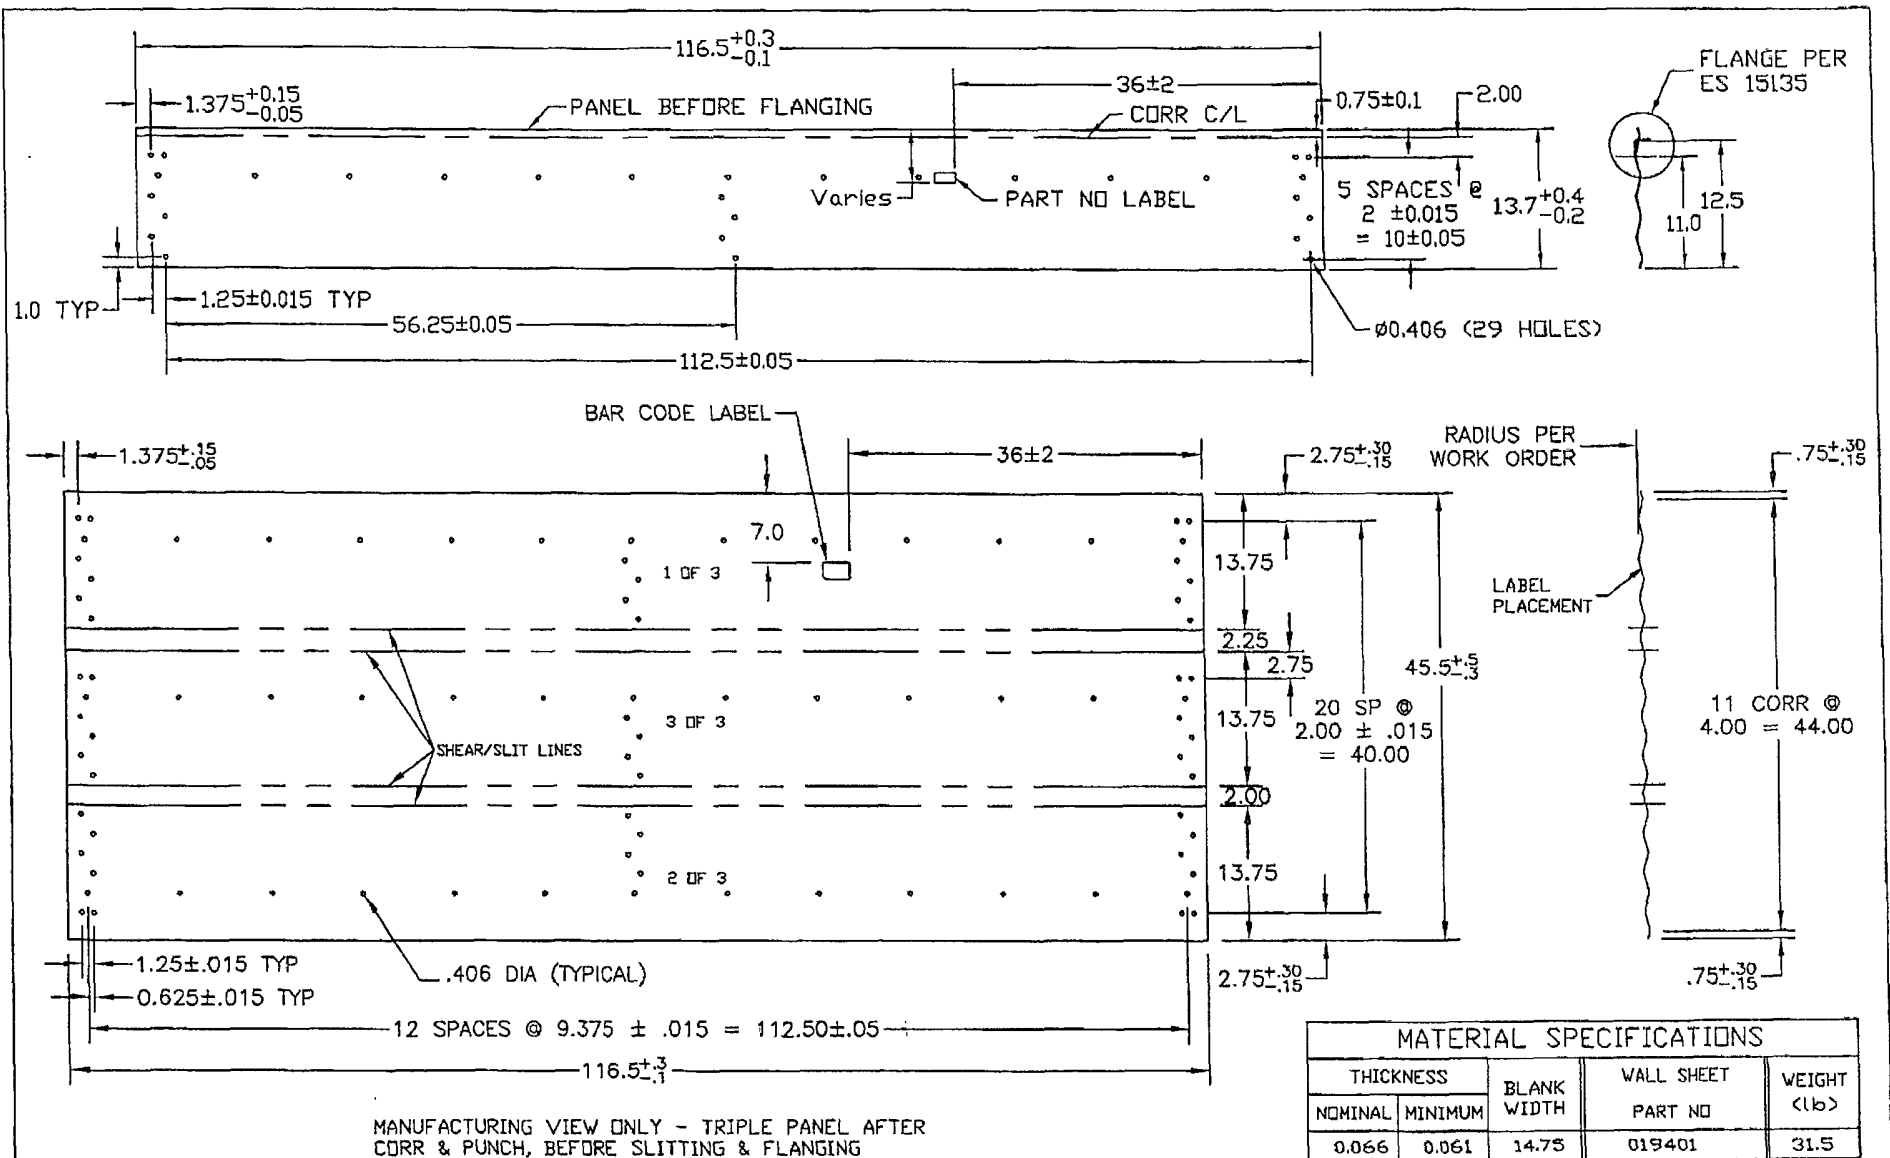 116.5+0.3 -0.1
36±2
1.375+0.15 -0.05
PANEL BEFORE FLANGING
CORR C/L
0.75±0.1
2.00
FLANGE PER
ES 15135
Varies
PART NO LABEL
5 SPACES @
2 ±0.015
= 10±0.05
13.7+0.4 -0.2
11.0
12.5
1.0 TYP
1.25±0.015 TYP
56.25±0.05
Ø0.406 (29 HOLES)
112.5±0.05
BAR CODE LABEL
1.375+.15 -.05
36±2
2.75+.30 -.15
RADIUS PER
WORK ORDER
.75+.30 -.15
7.0
13.75
1 OF 3
LABEL
PLACEMENT
2.25
2.75
45.5+.5 -.3
3 OF 3
13.75
20 SP @
2.00 ± .015
= 40.00
11 CORR @
4.00 = 44.00
SHEAR/SLIT LINES
2.00
2 OF 3
13.75
1.25±.015 TYP
.406 DIA (TYPICAL)
2.75+.30 -.15
.75+.30 -.15
0.625±.015 TYP
12 SPACES @ 9.375 ± .015 = 112.50±.05
116.5+.3 -.1
MANUFACTURING VIEW ONLY - TRIPLE PANEL AFTER
CORR & PUNCH, BEFORE SLITTING & FLANGING
MATERIAL SPECIFICATIONS
THICKNESS
BLANK
WIDTH
WALL SHEET
PART NO
WEIGHT
(lb)
NOMINAL MINIMUM
0.066 0.061 14.75 019401 31.5